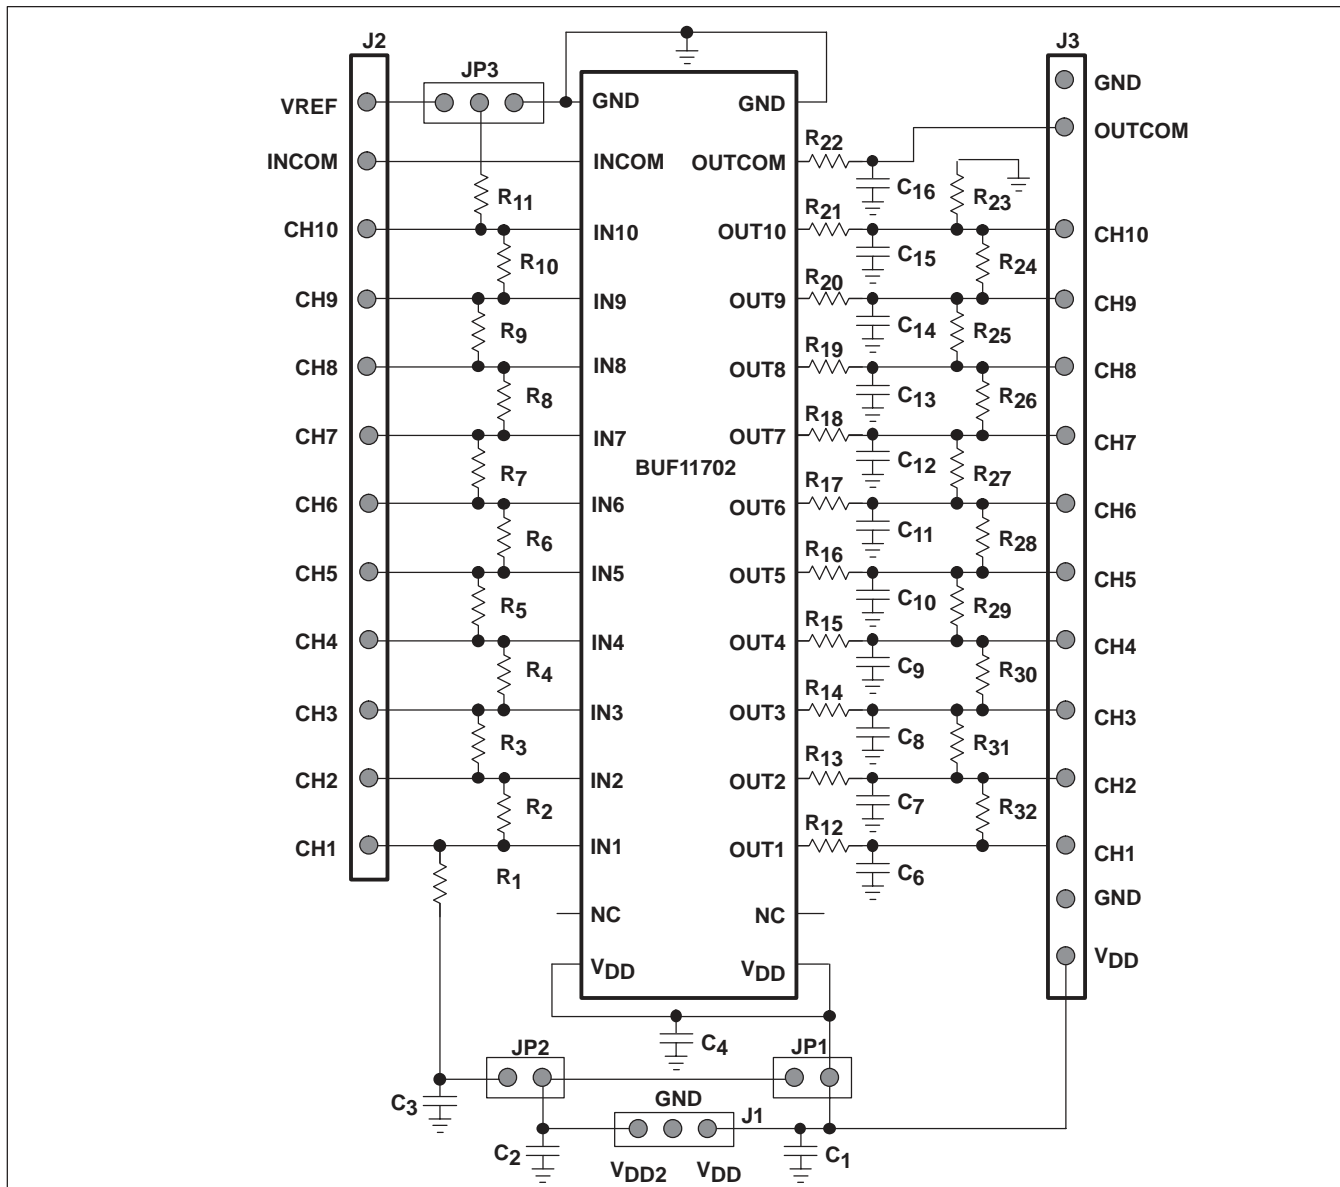 J2
J3
JP3
GND
VREF
GND
GND
OUTCOM
R22
INCOM
INCOM
OUTCOM
C16
R23
R11
R21
CH10
IN10
OUT10
CH10
R10
C15
R24
R20
CH9
IN9
OUT9
CH9
R9
C14
R25
R19
CH8
IN8
OUT8
CH8
R8
C13
R26
R18
CH7
IN7
OUT7
CH7
BUF11702
R7
C12
R27
R17
CH6
IN6
OUT6
CH6
R6
C11
R28
R16
CH5
IN5
OUT5
CH5
R5
C10
R29
R15
CH4
IN4
OUT4
CH4
R4
C9
R30
R14
CH3
IN3
OUT3
CH3
R3
C8
R31
R13
CH2
IN2
OUT2
CH2
R2
C7
R32
R12
CH1
IN1
OUT1
CH1
R1
C6
GND
NC
NC
VDD
VDD
VDD
C4
JP2
JP1
C3
GND
J1
C2
VDD2
VDD
C1